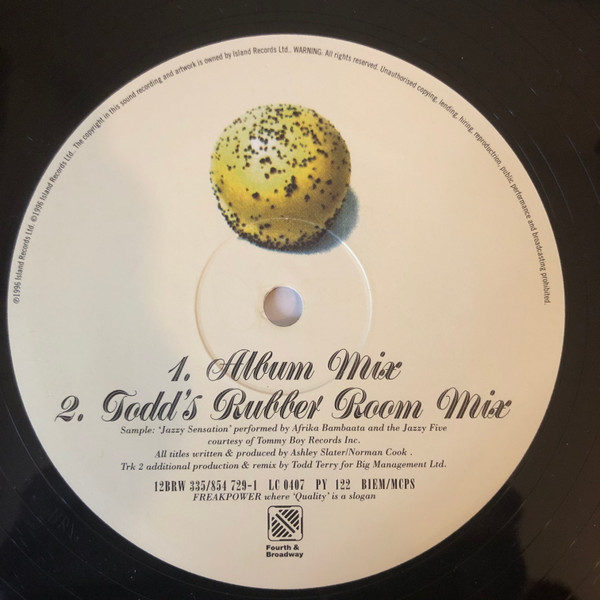 ℗1996 Island Records Ltd. ©1996 Island Records Ltd. The copyright in this sound recording and artwork is owned by Island Records Ltd.. WARNING: All rights reserved. Unauthorised copying, lending, hiring, reproduction, public performance and broadcasting prohibited.
1. Album Mix
2. Todd's Rubber Room Mix
Sample: 'Jazzy Sensation' performed by Afrika Bambaata and the Jazzy Five
courtesy of Tommy Boy Records Inc.
All titles written & produced by Ashley Slater/Norman Cook .
Trk 2 additional production & remix by Todd Terry for Big Management Ltd.
12BRW 335/854 729-1 LC 0407 PY 122 BIEM/MCPS
FREAKPOWER where 'Quality' is a slogan
Fourth &
Broadway